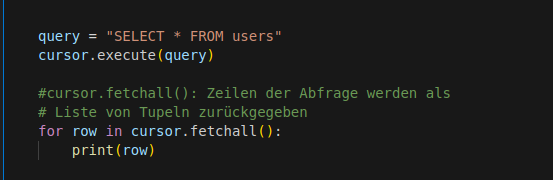 query = "SELECT * FROM users"
cursor.execute(query)
#cursor.fetchall(): Zeilen der Abfrage werden als
# Liste von Tupeln zurückgegeben
for row in cursor.fetchall():
    print(row)